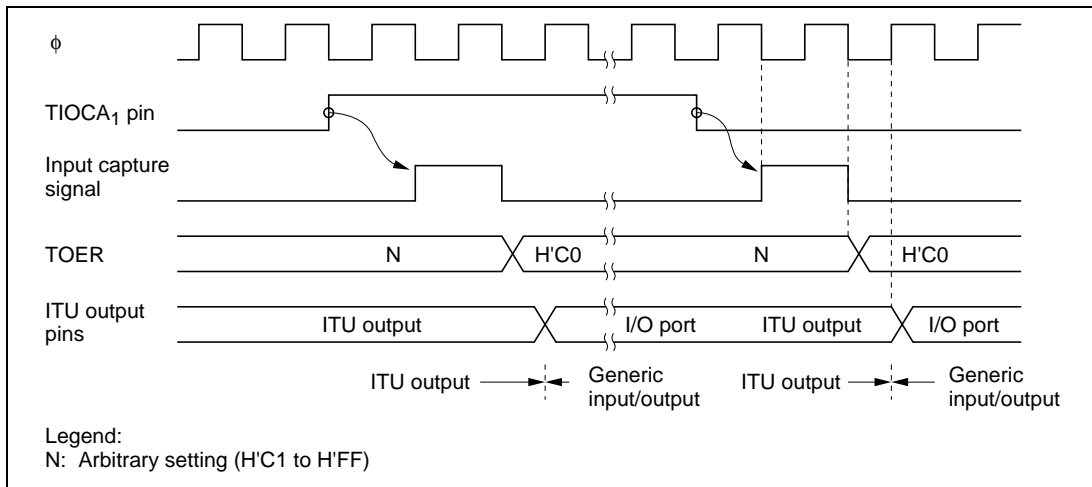 ϕ
TIOCA1 pin
Input capture
signal
TOER
N
H'C0
N
H'C0
ITU output
pins
ITU output
I/O port
ITU output
I/O port
ITU output
Generic
input/output
ITU output
Generic
input/output
Legend:
N: Arbitrary setting (H'C1 to H'FF)